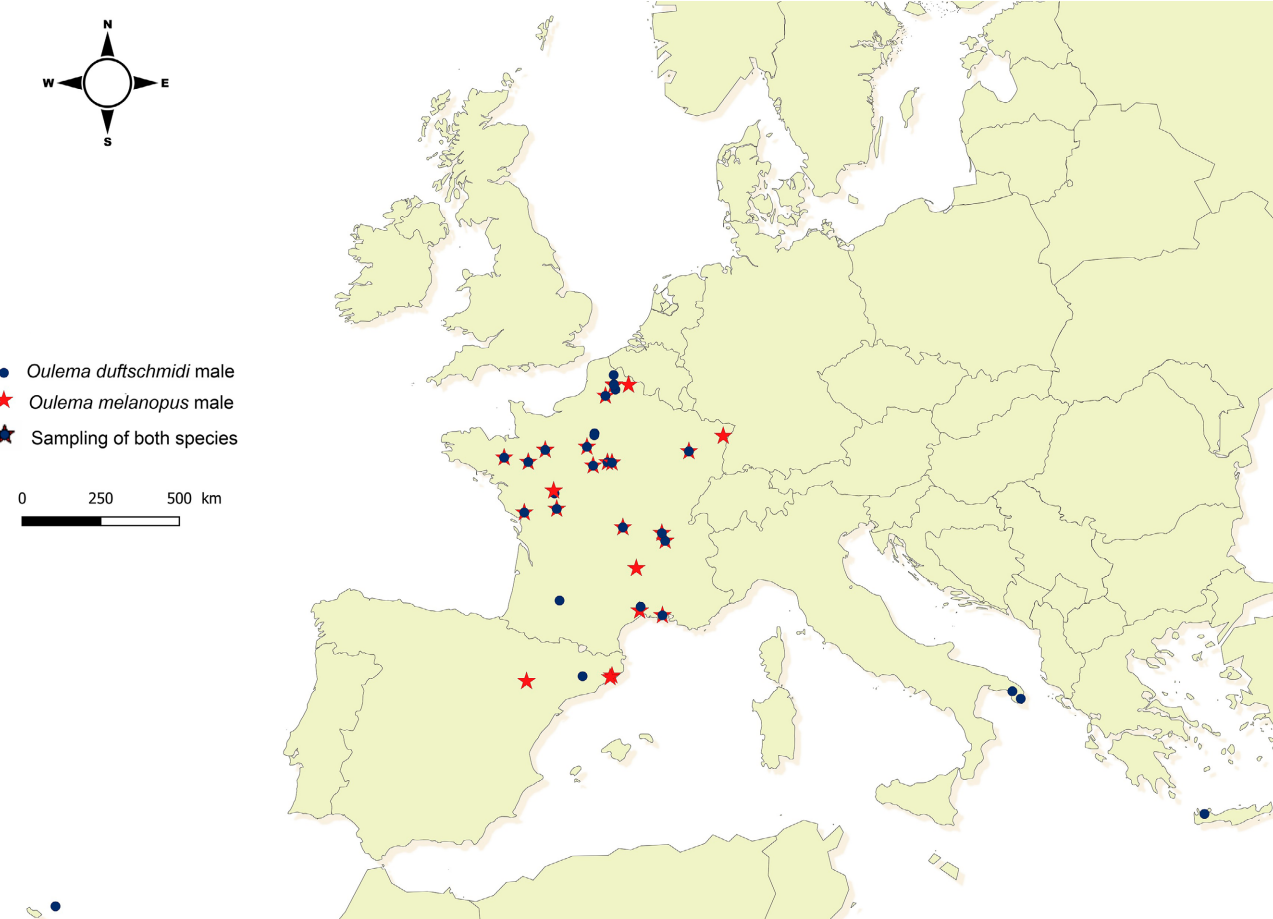 N
W E
S
Oulema duftschmidi male
Oulema melanopus male
Sampling of both species
0 250 500 km